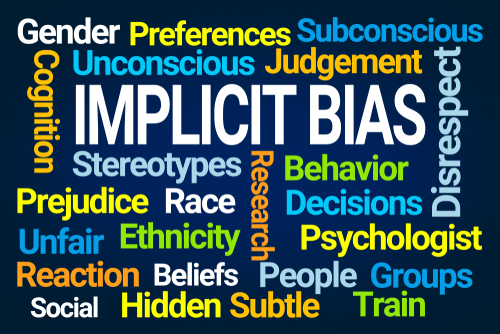 Gender Preferences Subconscious
Cognition
Unconscious Judgement
Disrespect
IMPLICIT BIAS
Stereotypes
Research
Behavior
Prejudice Race Decisions
Unfair Ethnicity Psychologist
Reaction Beliefs People Groups
Social Hidden Subtle Train